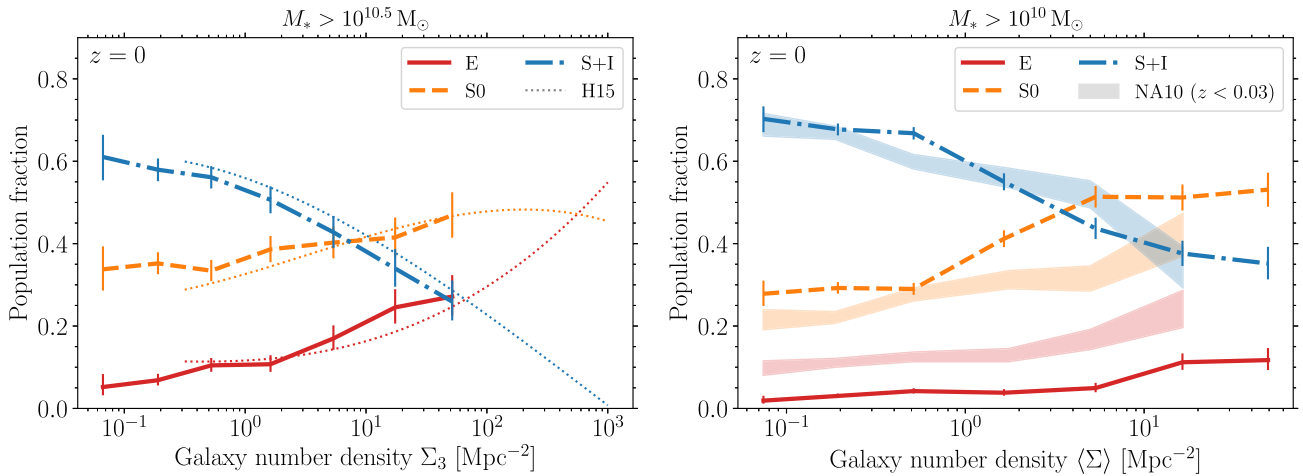 M_* > 10^{10.5} M_⊙
z = 0
E
S0
S+I
H15
Population fraction
0.8
0.6
0.4
0.2
0.0
10^{-1}
10^0
10^1
10^2
10^3
Galaxy number density Σ_3 [Mpc^{-2}]
M_* > 10^{10} M_⊙
z = 0
E
S0
S+I
NA10 (z < 0.03)
Population fraction
0.8
0.6
0.4
0.2
0.0
10^{-1}
10^0
10^1
Galaxy number density ⟨Σ⟩ [Mpc^{-2}]